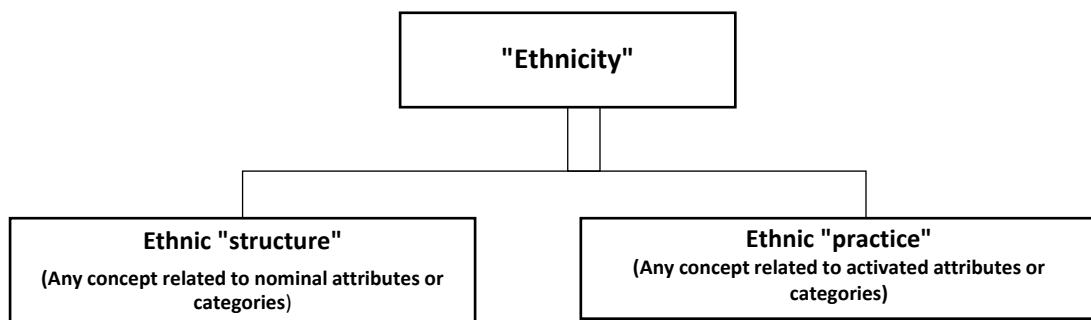 "Ethnicity"
Ethnic "structure"
(Any concept related to nominal attributes or
categories)
Ethnic "practice"
(Any concept related to activated attributes or
categories)